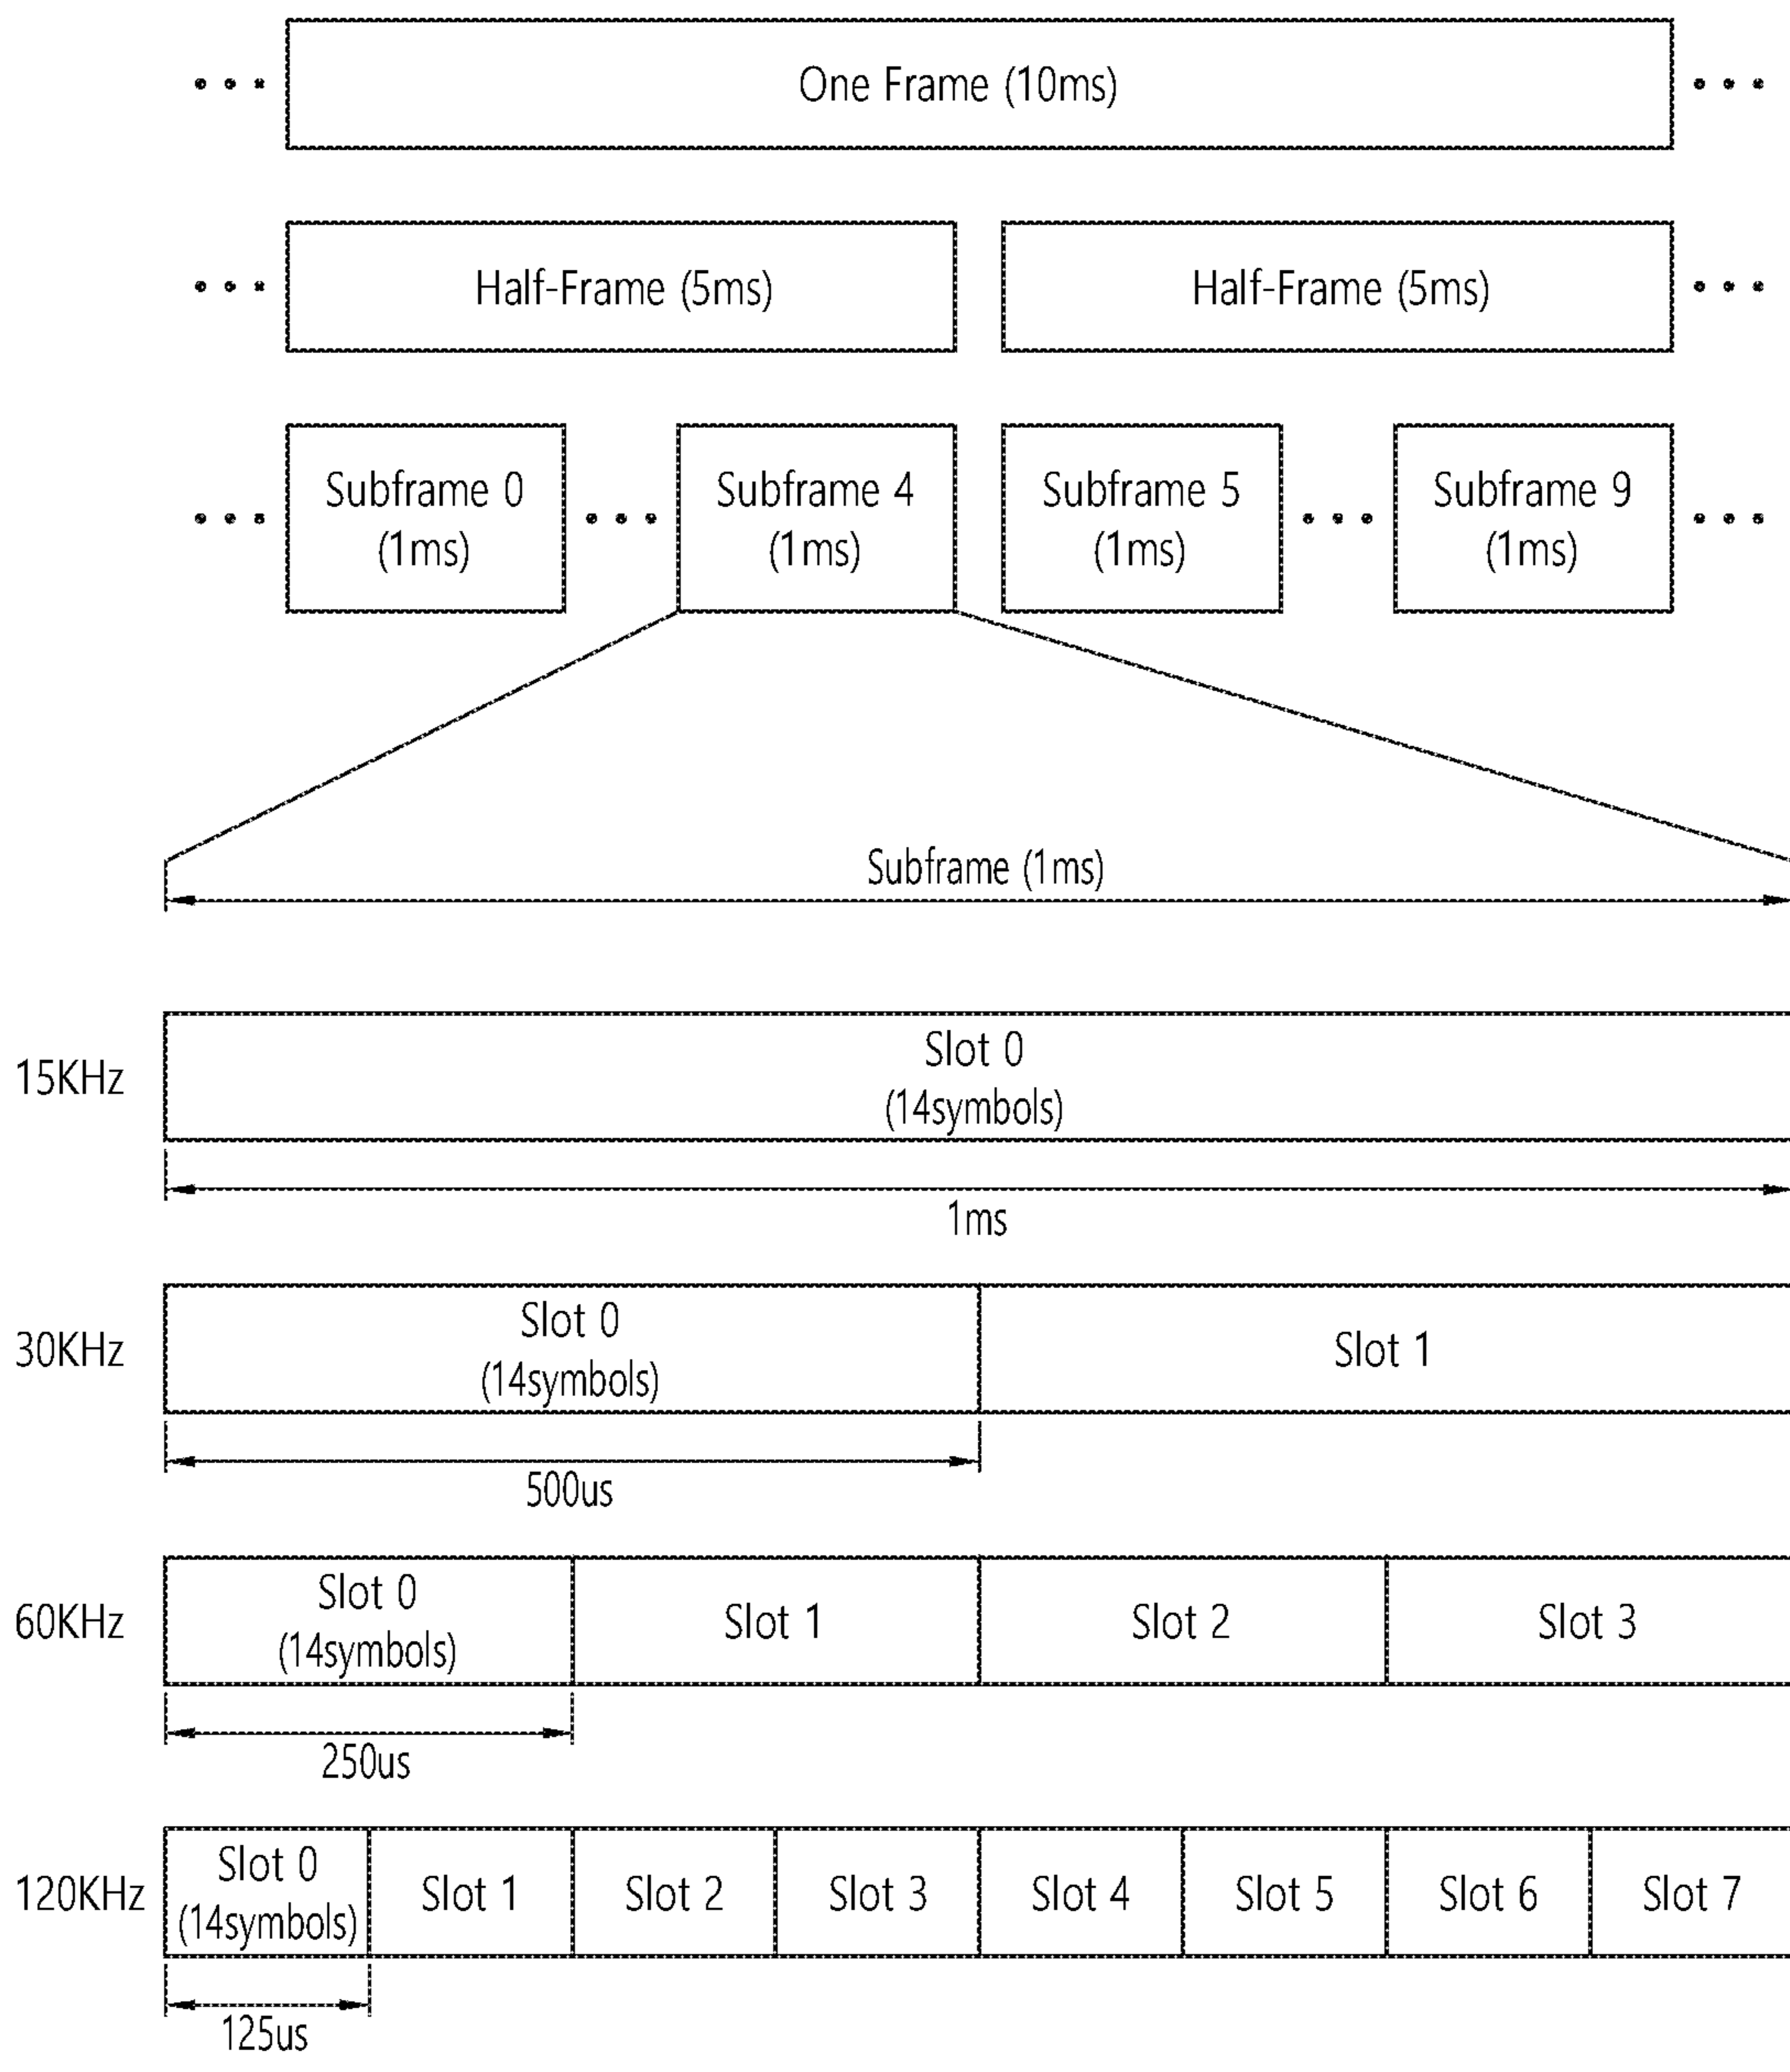 One Frame (10ms)
Half-Frame (5ms)
Half-Frame (5ms)
Subframe 0
(1ms)
Subframe 4
(1ms)
Subframe 5
(1ms)
Subframe 9
(1ms)
Subframe (1ms)
15KHz
Slot 0
(14symbols)
1ms
30KHz
Slot 0
(14symbols)
Slot 1
500us
60KHz
Slot 0
(14symbols)
Slot 1
Slot 2
Slot 3
250us
120KHz
Slot 0
(14symbols)
Slot 1
Slot 2
Slot 3
Slot 4
Slot 5
Slot 6
Slot 7
125us